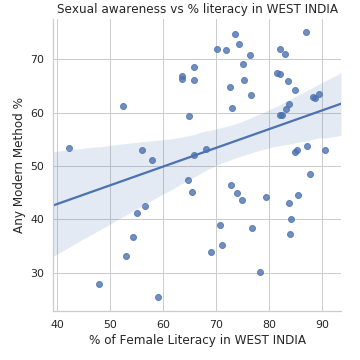 Sexual awareness vs % literacy in WEST INDIA
Any Modern Method %
70
60
50
40
30
40 50 60 70 80 90
% of Female Literacy in WEST INDIA